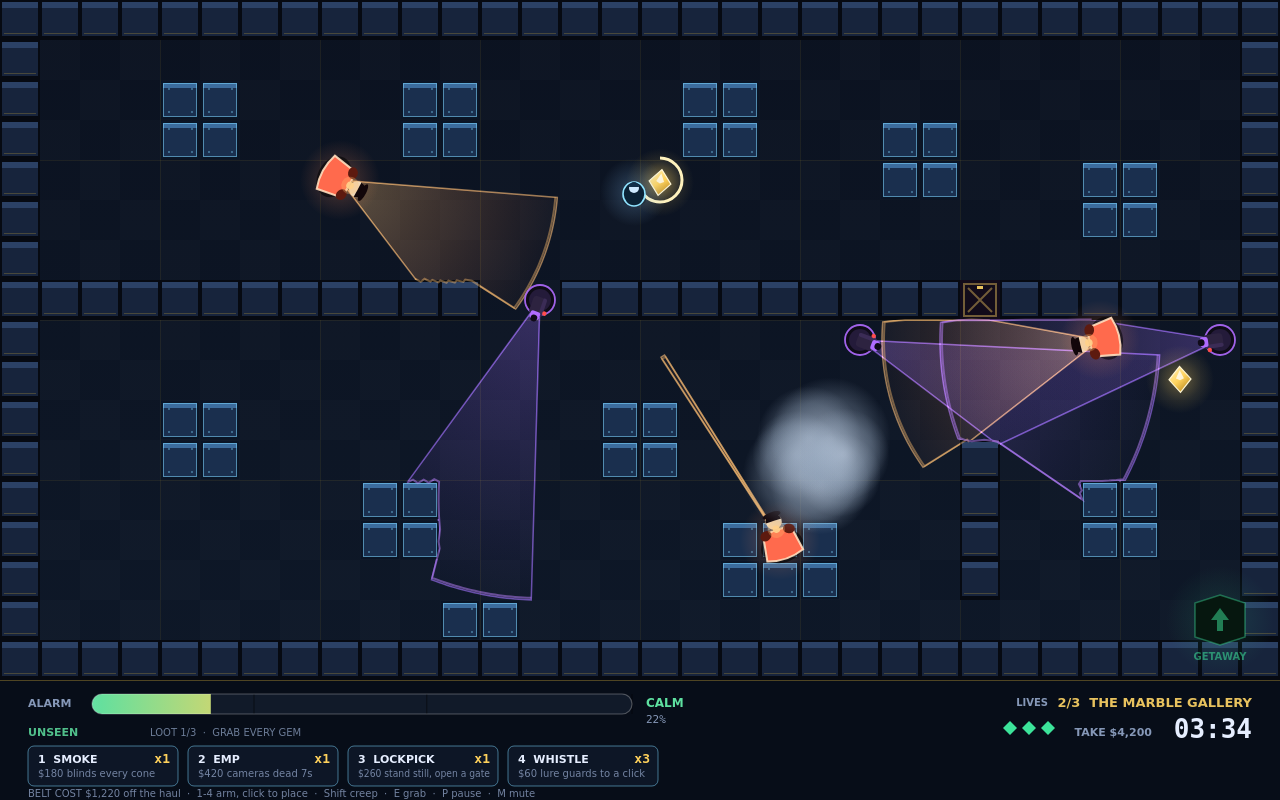 GETAWAY
ALARM
CALM
22%
LIVES 2/3 THE MARBLE GALLERY
UNSEEN
LOOT 1/3 · GRAB EVERY GEM
TAKE $4,200
03:34
1 SMOKE x1
$180 blinds every cone
2 EMP x1
$420 cameras dead 7s
3 LOCKPICK x1
$260 stand still, open a gate
4 WHISTLE x3
$60 lure guards to a click
BELT COST $1,220 off the haul · 1-4 arm, click to place · Shift creep · E grab · P pause · M mute